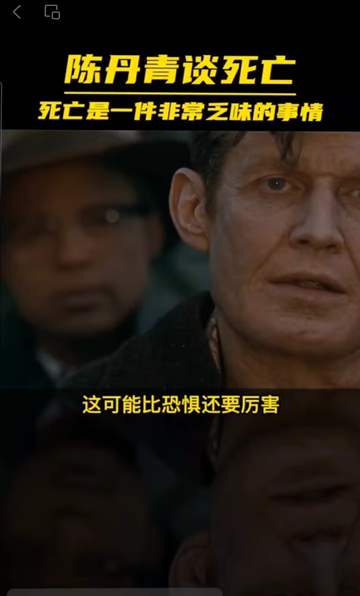 陈丹青谈死亡
死亡是一件非常乏味的事情
这可能比恐惧还要厉害